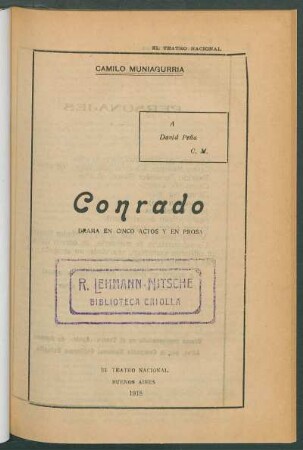 EL TEATRO NACIONAL
CAMILO MUNIAGURRIA
A
David Peña
C. M.
Conrado
DRAMA EN CINCO ACTOS Y EN PROSA
R. LEHMANN-NITSCHE
BIBLIOTECA CRIOLLA
EL TEATRO NACIONAL
BUENOS AIRES